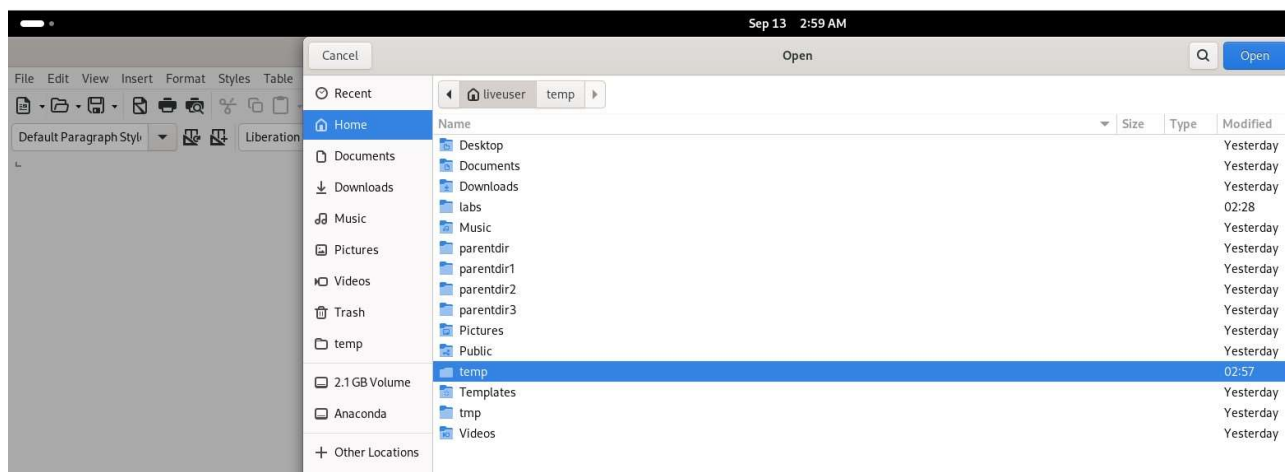 Sep 13 2:59 AM
Cancel
Open
Open
File Edit View Insert Format Styles Table
Default Paragraph Styl
Liberation
Recent
Home
Documents
Downloads
Music
Pictures
Videos
Trash
temp
2.1 GB Volume
Anaconda
Other Locations
liveuser temp
Name Size Type Modified
Desktop Yesterday
Documents Yesterday
Downloads Yesterday
labs 02:28
Music Yesterday
parentdir Yesterday
parentdir1 Yesterday
parentdir2 Yesterday
parentdir3 Yesterday
Pictures Yesterday
Public Yesterday
temp 02:57
Templates Yesterday
tmp Yesterday
Videos Yesterday